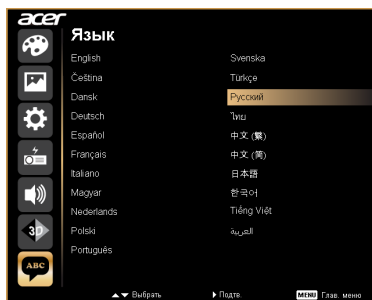 acer
Язык
English
Čeština
Dansk
Deutsch
Español
Français
Italiano
Magyar
Nederlands
Polski
Português
Svenska
Türkçe
Русский
ไทย
中文 (繁)
中文 (简)
日本語
한국어
Tiếng Việt
العربية
3D
ABC
Выбрать Подтв. MENU Глав. меню